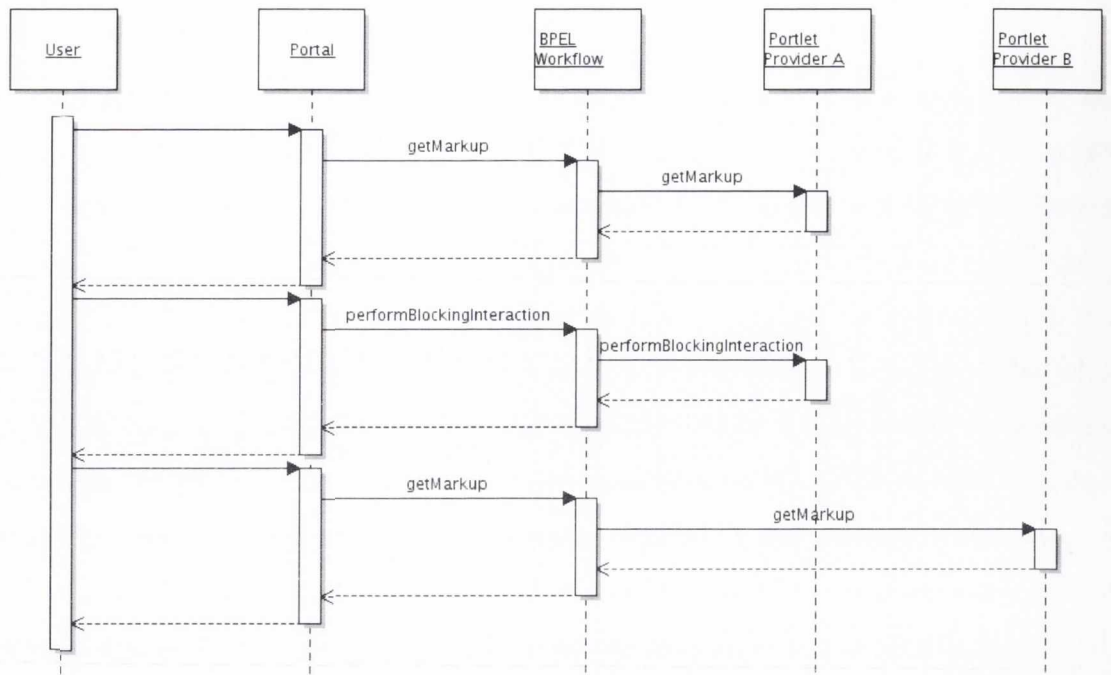 User
Portal
BPEL
Workflow
Portlet
Provider A
Portlet
Provider B
getMarkup
getMarkup
performBlockingInteraction
performBlockingInteraction
getMarkup
getMarkup